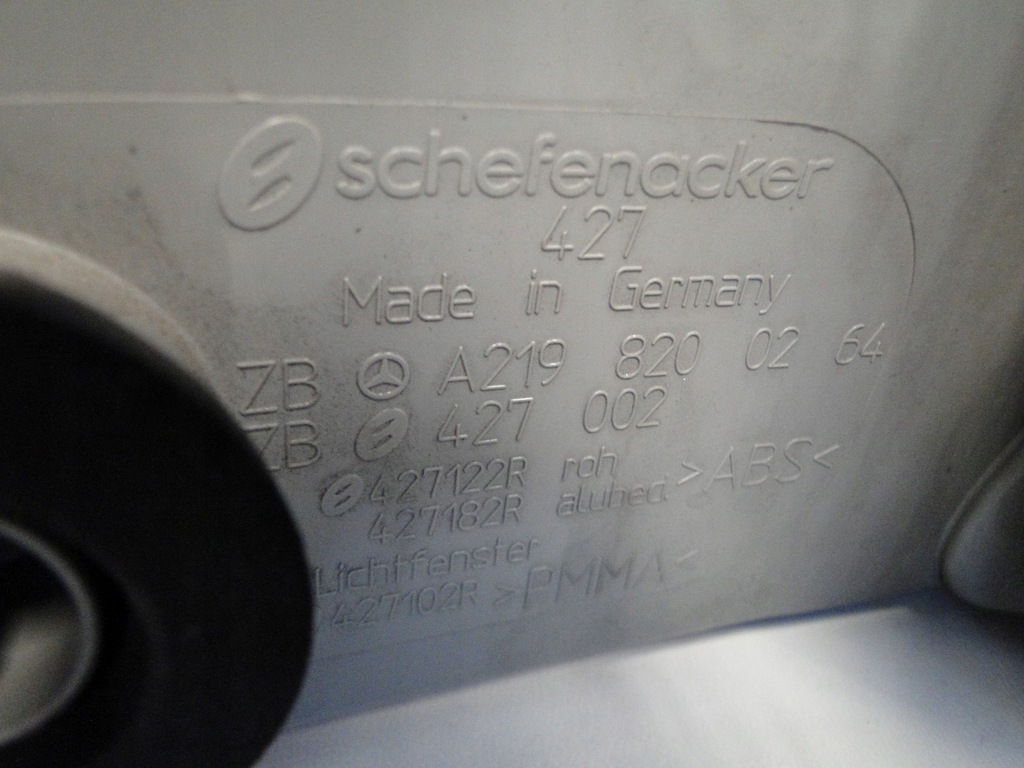 schefenacker
427
Made in Germany
ZB A219 820 02 64
ZB 427 002
427122R roh >ABS<
427182R alubed.
Lichtfenster
427102R >PMMA<